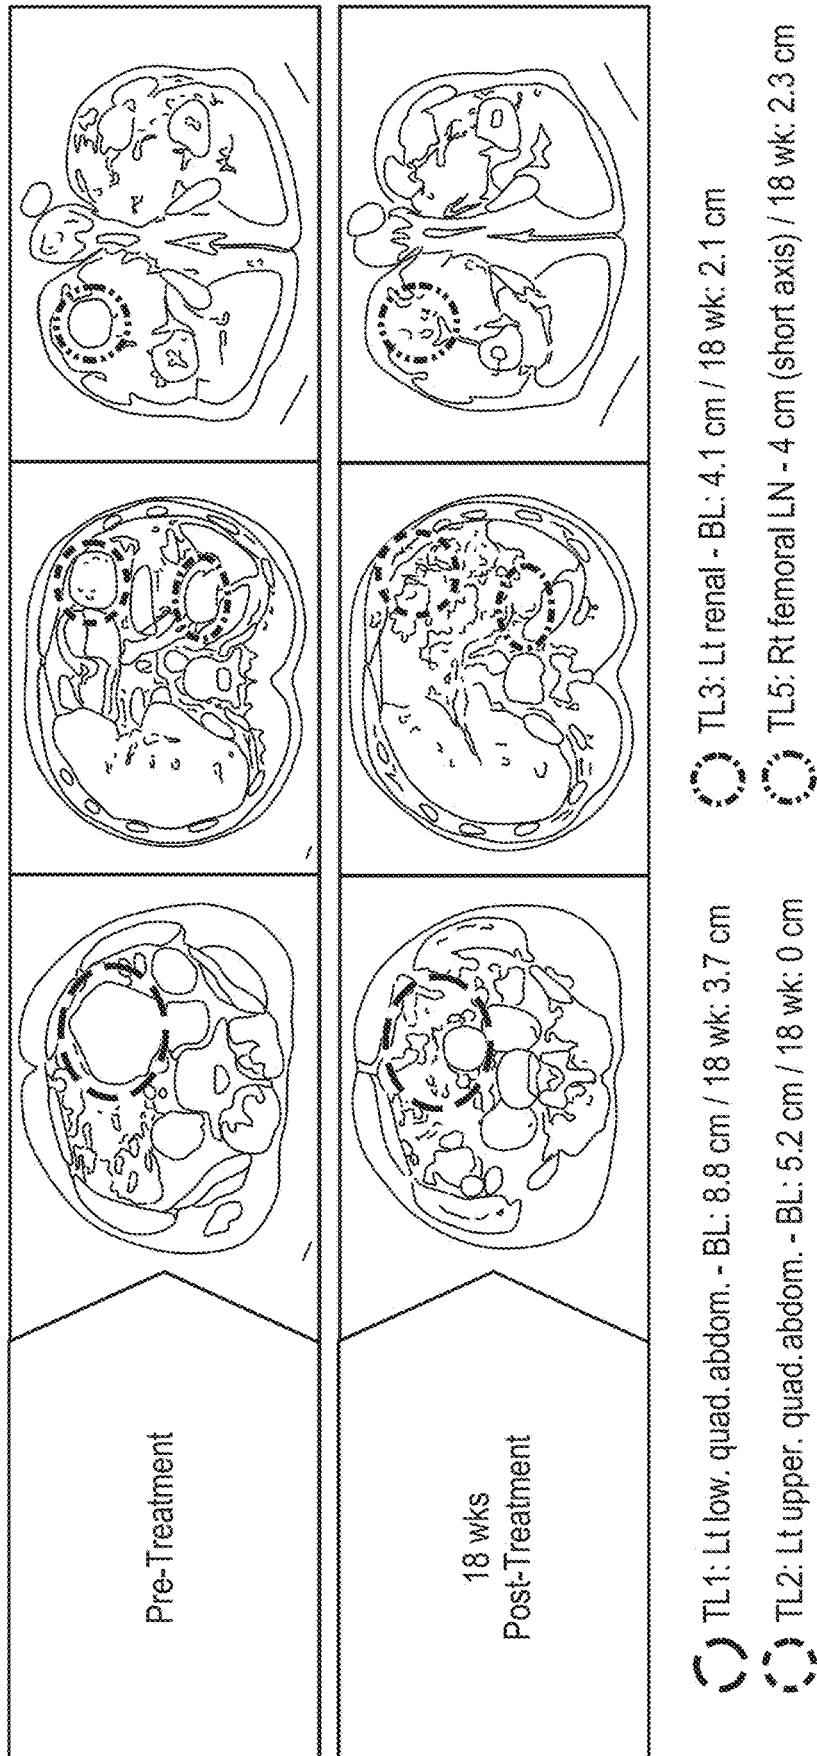 Pre-Treatment
18 wks
Post-Treatment
TL1: Lt low. quad. abdom. - BL: 8.8 cm / 18 wk: 3.7 cm
TL2: Lt upper. quad. abdom. - BL: 5.2 cm / 18 wk: 0 cm
TL3: Lt renal - BL: 4.1 cm / 18 wk: 2.1 cm
TL5: Rt femoral LN - 4 cm (short axis) / 18 wk: 2.3 cm